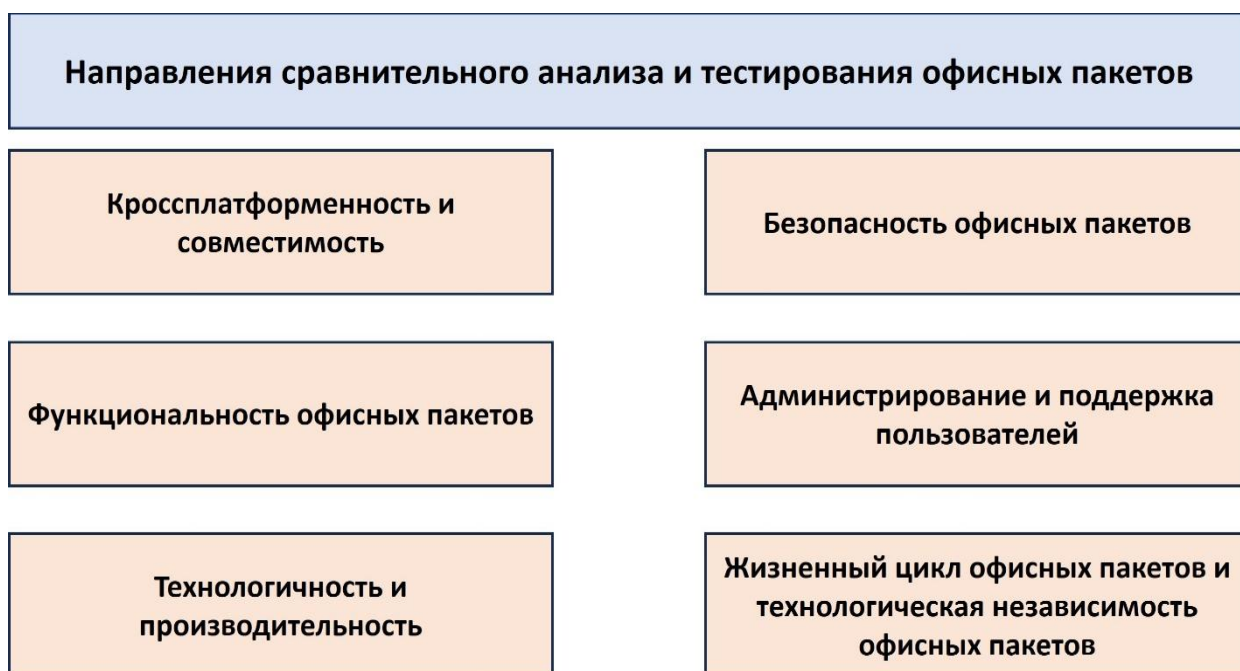 Направления сравнительного анализа и тестирования офисных пакетов
Кроссплатформенность и
совместимость
Безопасность офисных пакетов
Функциональность офисных пакетов
Администрирование и поддержка
пользователей
Технологичность и
производительность
Жизненный цикл офисных пакетов и
технологическая независимость
офисных пакетов